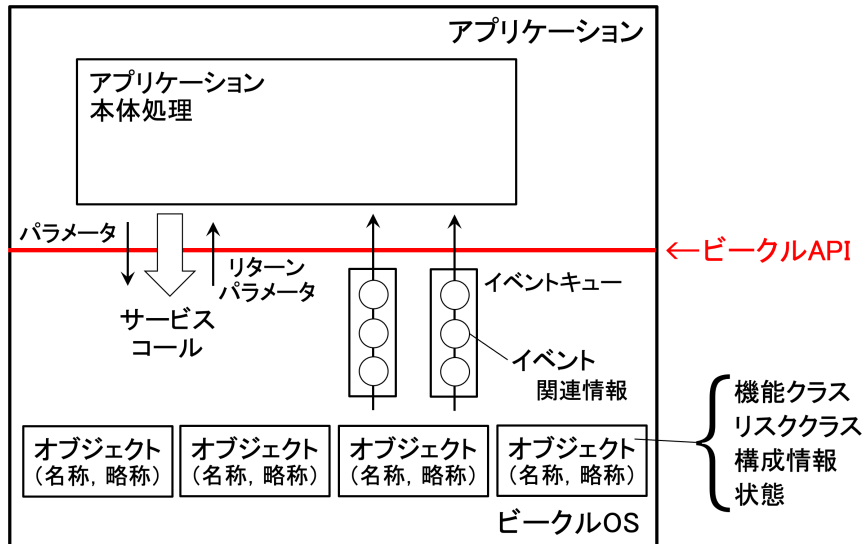 アプリケーション
アプリケーション
本体処理
パラメータ
リターン
パラメータ
←ビークルAPI
サービス
コール
イベントキュー
イベント
関連情報
オブジェクト
(名称, 略称)
オブジェクト
(名称, 略称)
オブジェクト
(名称, 略称)
オブジェクト
(名称, 略称)
機能クラス
リスククラス
構成情報
状態
ビークルOS